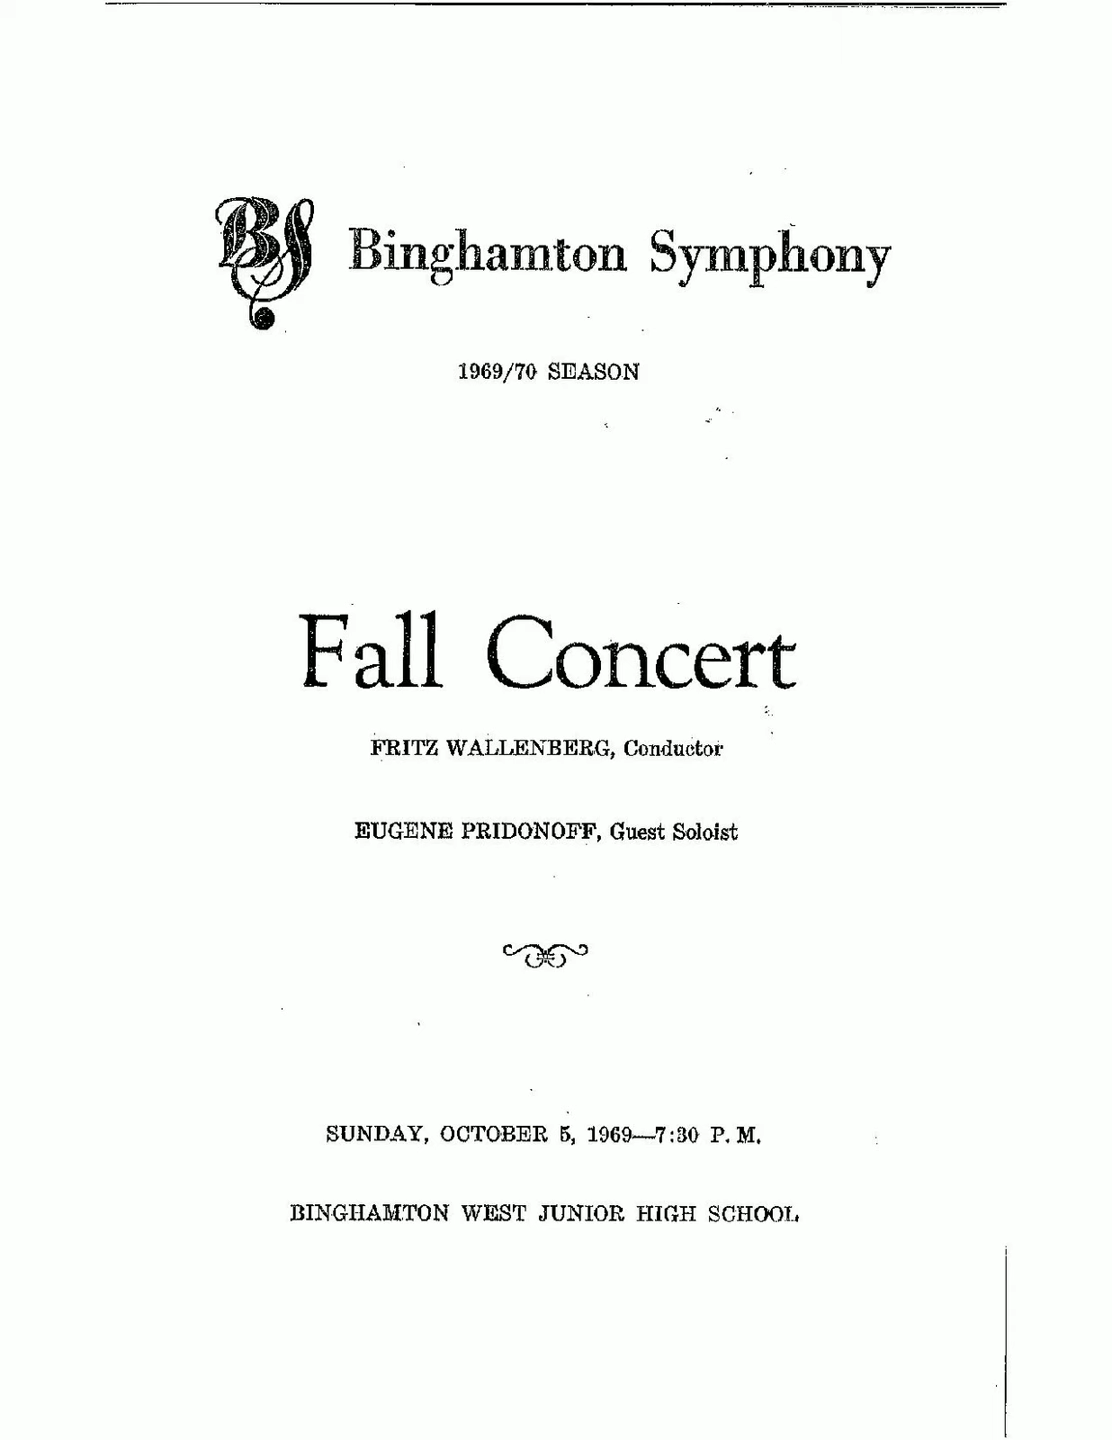 BS Binghamton Symphony
1969/70 SEASON
Fall Concert
FRITZ WALLENBERG, Conductor
EUGENE PRIDONOFF, Guest Soloist
SUNDAY, OCTOBER 5, 1969—7:30 P. M.
BINGHAMTON WEST JUNIOR HIGH SCHOOL